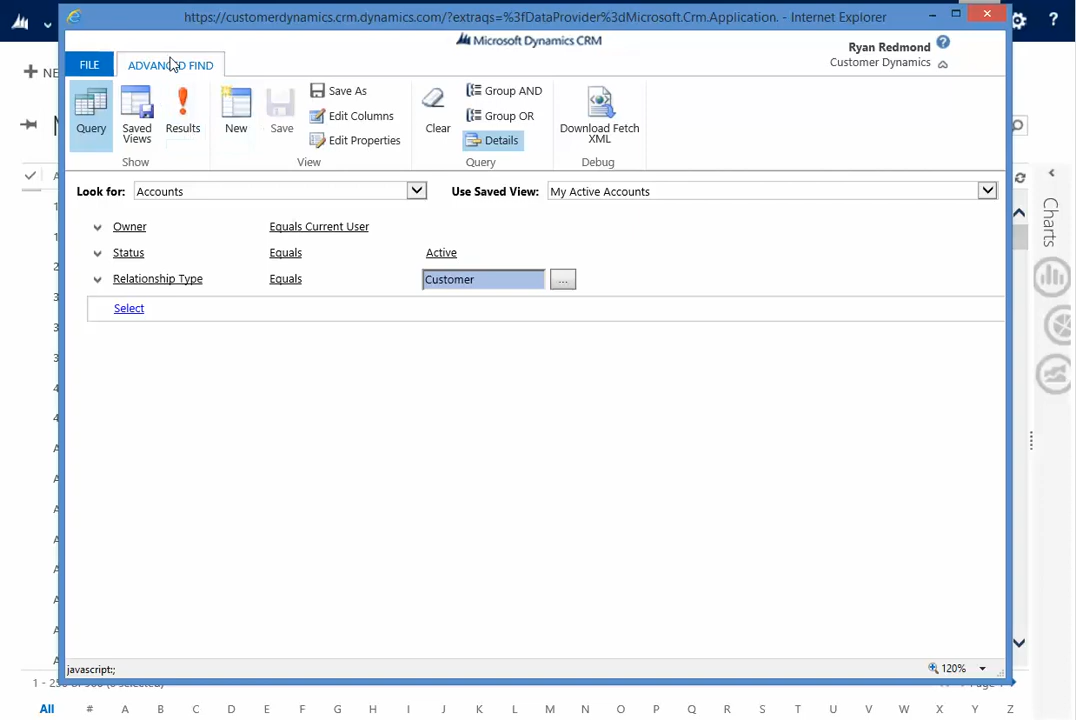 https://customerdynamics.crm.dynamics.com/?extraqs=%3fDataProvider%3dMicrosoft.Crm.Application. - Internet Explorer
Microsoft Dynamics CRM
Ryan Redmond
Customer Dynamics
FILE
ADVANCED FIND
Query
Saved Views
Results
Show
New
Save
Save As
Edit Columns
Edit Properties
View
Clear
Group AND
Group OR
Details
Query
Download Fetch XML
Debug
Look for:
Accounts
Use Saved View:
My Active Accounts
Owner
Equals Current User
Status
Equals
Active
Relationship Type
Equals
Customer
...
Select
Charts
javascript:;
120%
All # A B C D E F G H I J K L M N O P Q R S T U V W X Y Z